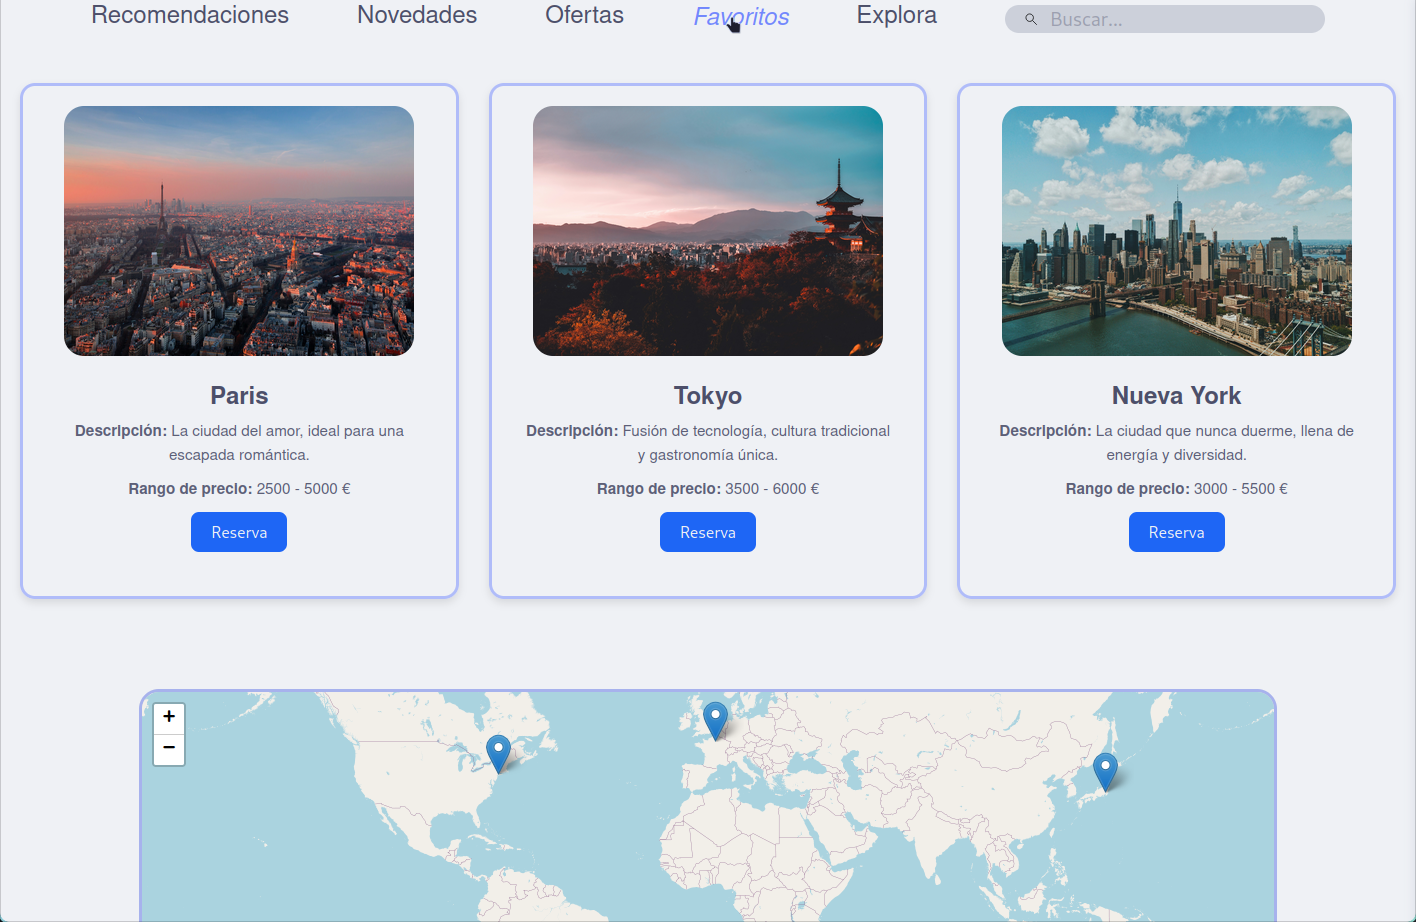 Recomendaciones Novedades Ofertas Favoritos Explora Buscar...
Paris
Descripción: La ciudad del amor, ideal para una
escapada romántica.
Rango de precio: 2500 - 5000 €
Reserva
Tokyo
Descripción: Fusión de tecnología, cultura tradicional
y gastronomía única.
Rango de precio: 3500 - 6000 €
Reserva
Nueva York
Descripción: La ciudad que nunca duerme, llena de
energía y diversidad.
Rango de precio: 3000 - 5500 €
Reserva
+
−